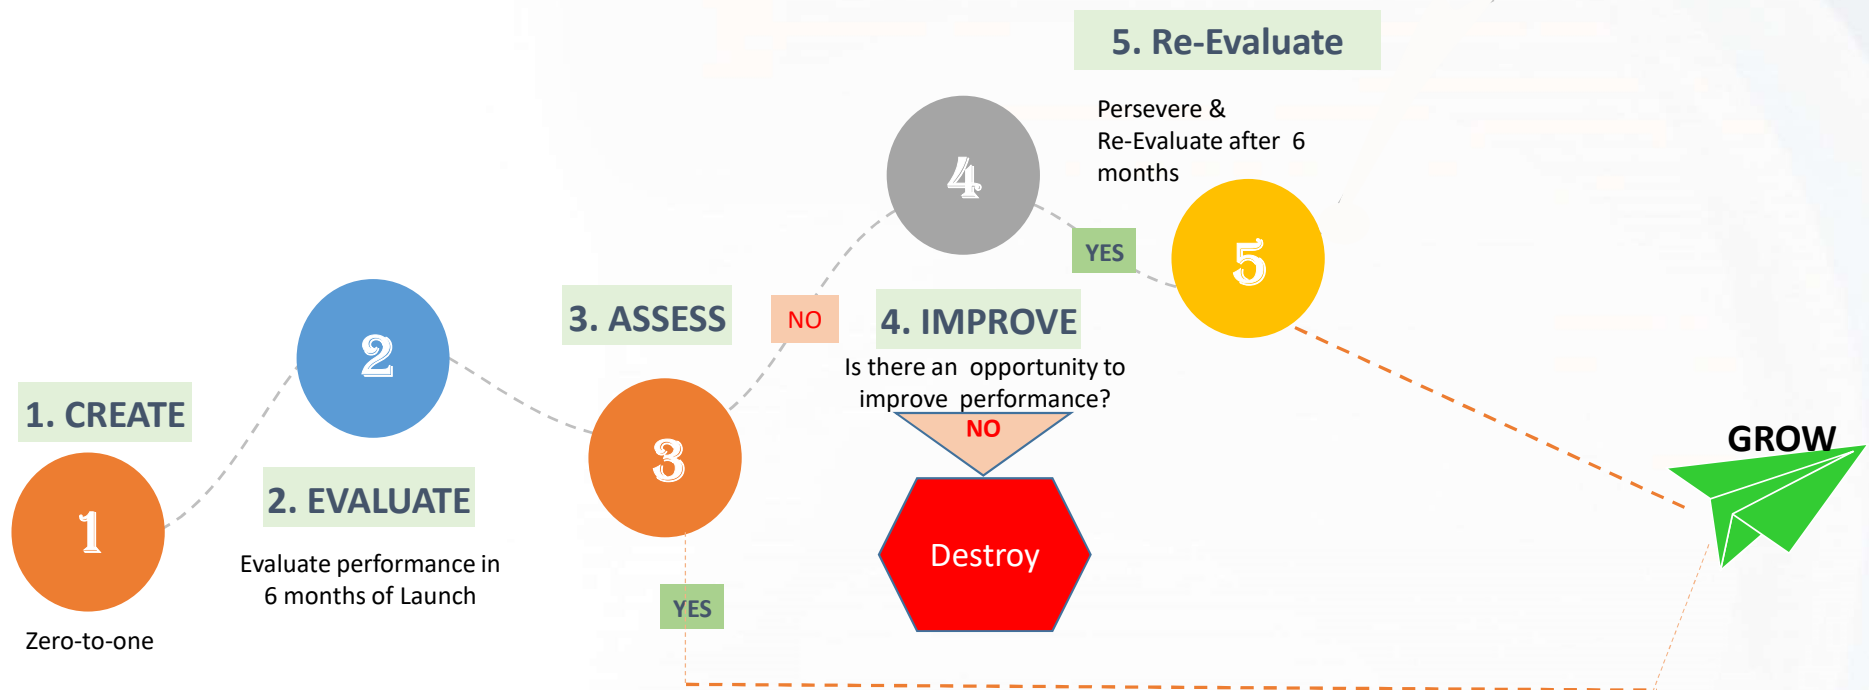 1. CREATE
1
Zero-to-one
2
2. EVALUATE
Evaluate performance in
6 months of Launch
3. ASSESS
3
YES
NO
4
4. IMPROVE
Is there an opportunity to
improve performance?
NO
Destroy
YES
5. Re-Evaluate
Persevere &
Re-Evaluate after 6
months
5
GROW